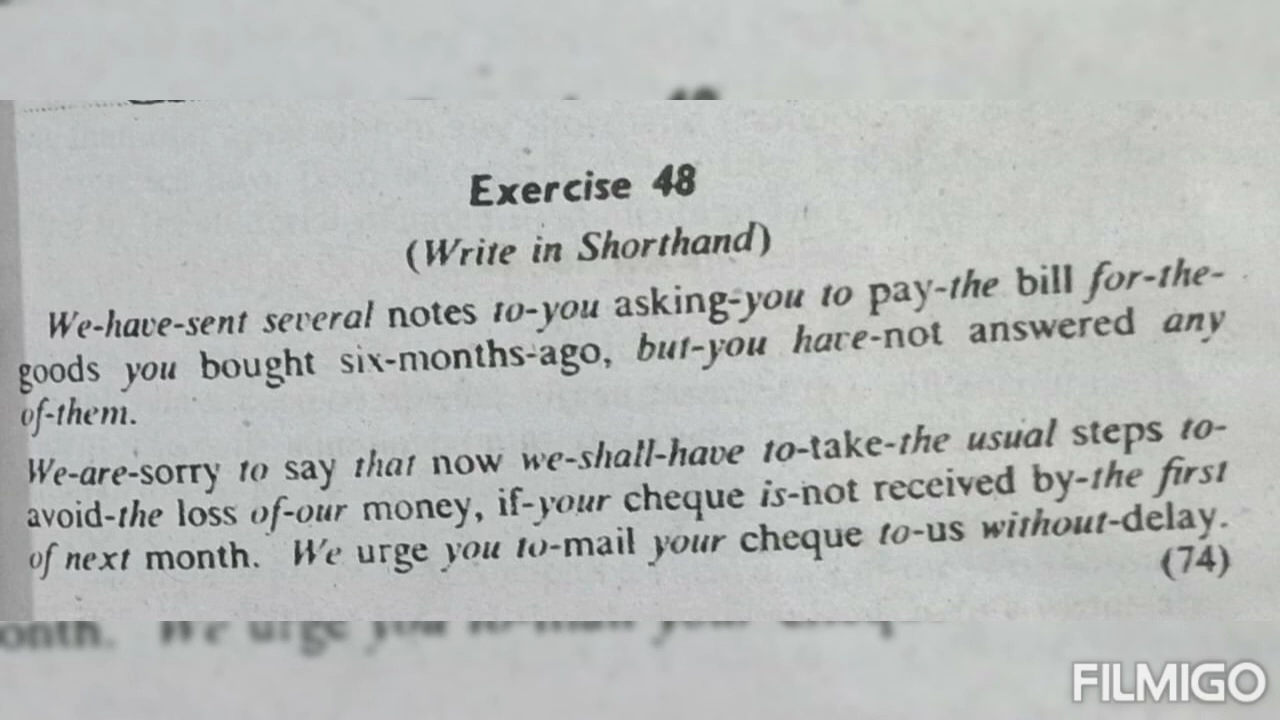 Exercise 48
(Write in Shorthand)
We-have-sent several notes to-you asking-you to pay-the bill for-the-
goods you bought six-months-ago, but-you have-not answered any
of-them.
We-are-sorry to say that now we-shall-have to-take-the usual steps to-
avoid-the loss of-our money, if-your cheque is-not received by-the first
of next month. We urge you to-mail your cheque to-us without-delay.
(74)
FILMIGO